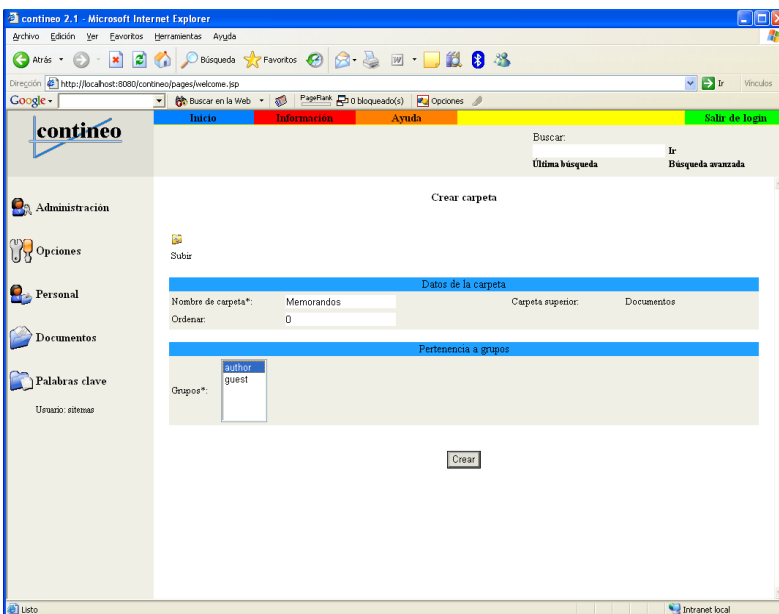 contineo 2.1 - Microsoft Internet Explorer
Archivo Edición Ver Favoritos Herramientas Ayuda
Atrás Búsqueda Favoritos
Dirección http://localhost:8080/contineo/pages/welcome.jsp Ir Vínculos
Google Buscar en la Web PageRank 0 bloqueado(s) Opciones
contineo
Inicio Información Ayuda Salir de login
Buscar:
Ir
Última búsqueda Búsqueda avanzada
Crear carpeta
Administración
Opciones
Personal
Documentos
Palabras clave
Usuario: sitemas
Subir
Datos de la carpeta
Nombre de carpeta*: Memorandos Carpeta superior: Documentos
Ordenar: 0
Pertenencia a grupos
Grupos*: author
guest
Crear
Listo Intranet local